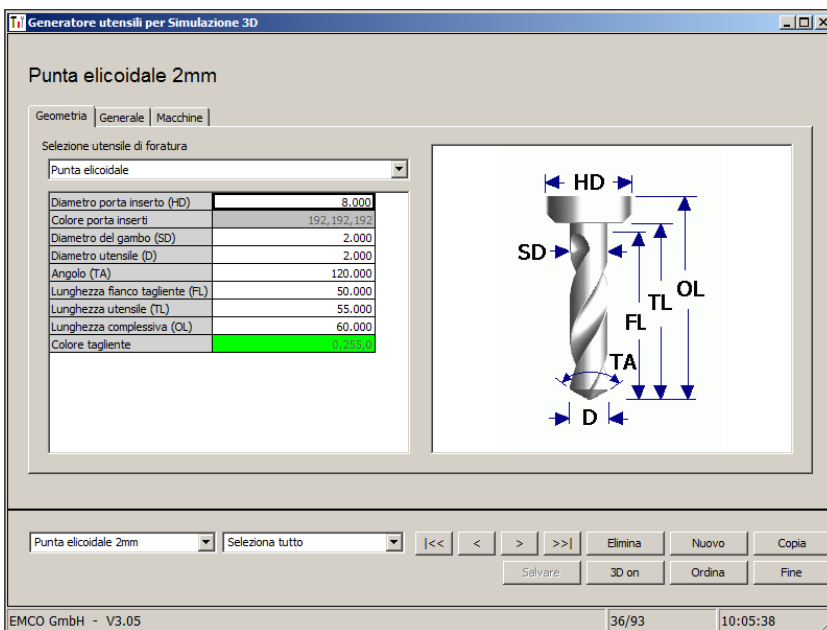 Generatore utensili per Simulazione 3D
Punta elicoidale 2mm
Geometria Generale Macchine
Selezione utensile di foratura
Punta elicoidale
Diametro porta inserto (HD) 8.000
Colore porta inserti 192,192,192
Diametro del gambo (SD) 2.000
Diametro utensile (D) 2.000
Angolo (TA) 120.000
Lunghezza fianco tagliente (FL) 50.000
Lunghezza utensile (TL) 55.000
Lunghezza complessiva (OL) 60.000
Colore tagliente 0,255,0
HD
SD
OL
TL
FL
TA
D
Punta elicoidale 2mm Seleziona tutto |<< < > >>| Elimina Nuovo Copia
Salvare 3D on Ordina Fine
EMCO GmbH - V3.05 36/93 10:05:38